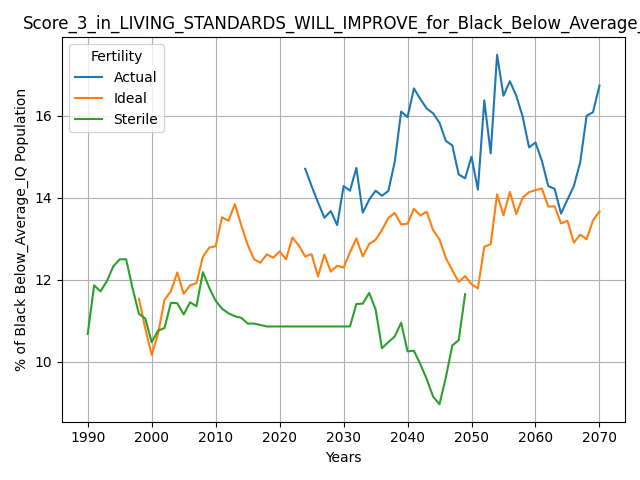 Score_3_in_LIVING_STANDARDS_WILL_IMPROVE_for_Black_Below_Average_
Fertility
Actual
Ideal
Sterile
% of Black Below_Average_IQ Population
16
14
12
10
1990 2000 2010 2020 2030 2040 2050 2060 2070
Years